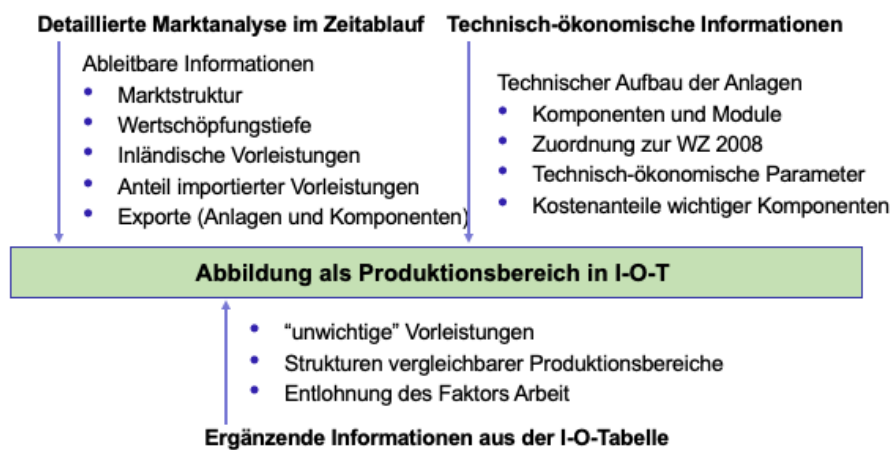 Detaillierte Marktanalyse im Zeitablauf
Ableitbare Informationen
• Marktstruktur
• Wertschöpfungstiefe
• Inländische Vorleistungen
• Anteil importierter Vorleistungen
• Exporte (Anlagen und Komponenten)
Technisch-ökonomische Informationen
Technischer Aufbau der Anlagen
• Komponenten und Module
• Zuordnung zur WZ 2008
• Technisch-ökonomische Parameter
• Kostenanteile wichtiger Komponenten
Abbildung als Produktionsbereich in I-O-T
• “unwichtige” Vorleistungen
• Strukturen vergleichbarer Produktionsbereiche
• Entlohnung des Faktors Arbeit
Ergänzende Informationen aus der I-O-Tabelle